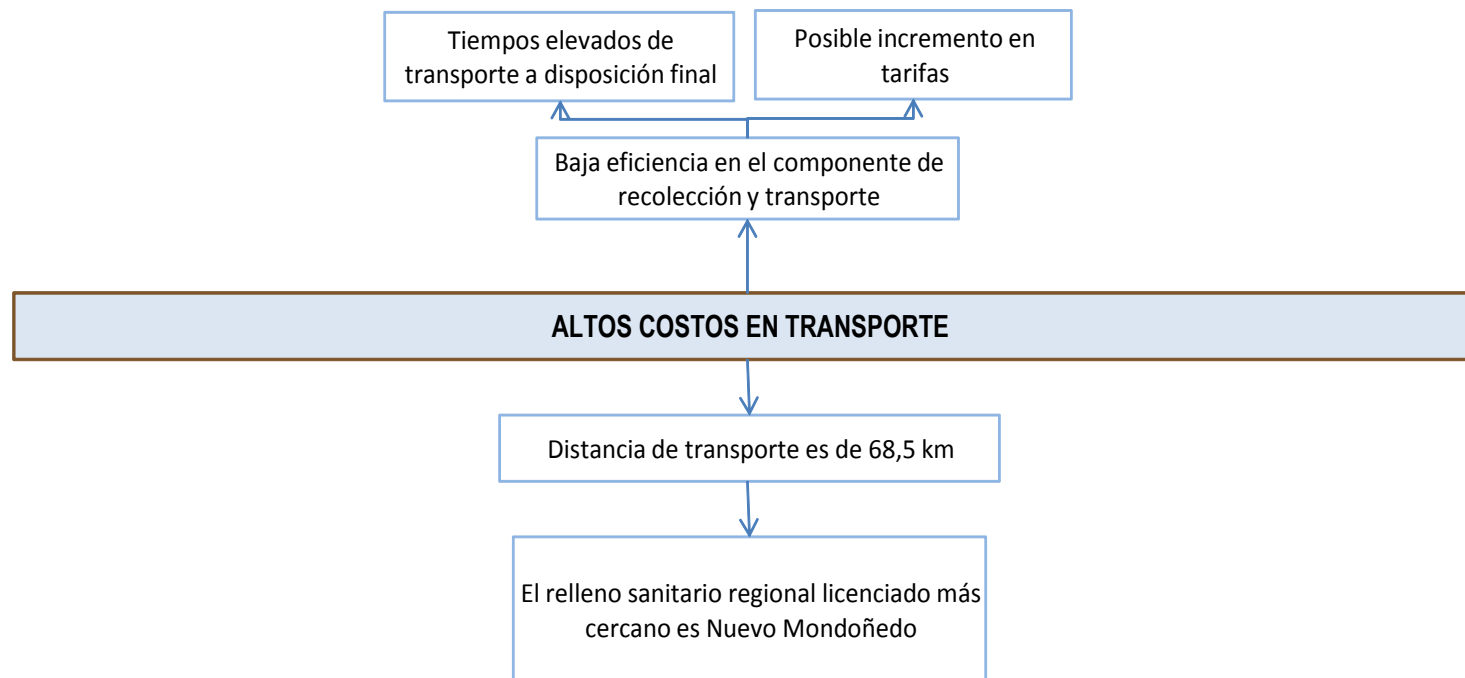 Tiempos elevados de
transporte a disposición final
Posible incremento en
tarifas
Baja eficiencia en el componente de
recolección y transporte
ALTOS COSTOS EN TRANSPORTE
Distancia de transporte es de 68,5 km
El relleno sanitario regional licenciado más
cercano es Nuevo Mondoñedo